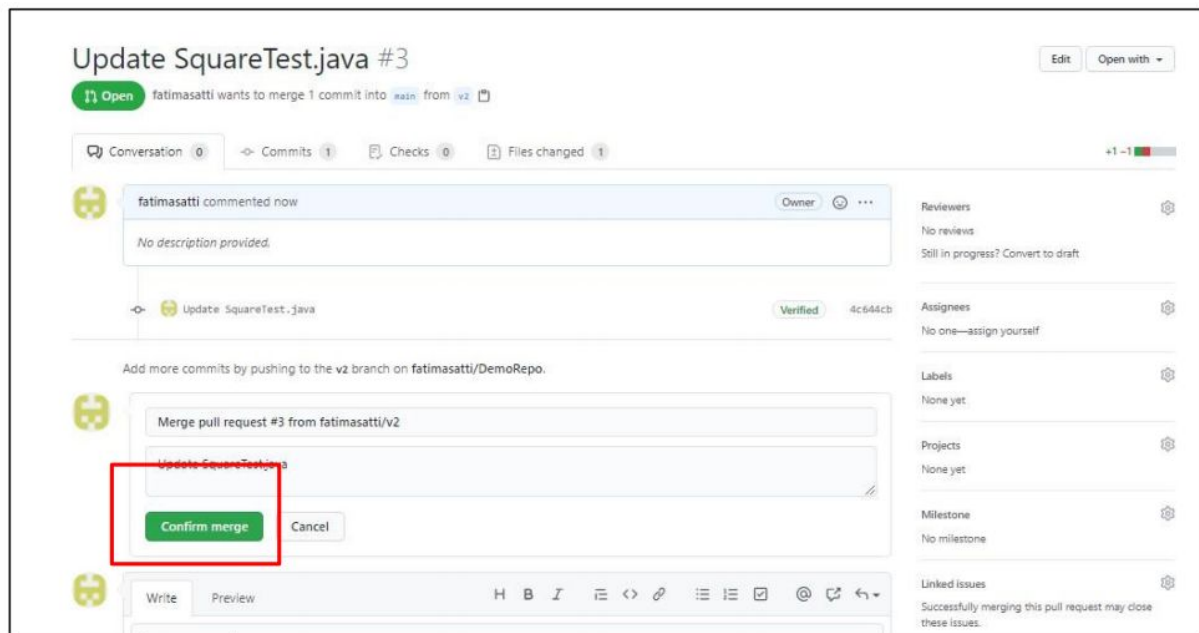 Update SquareTest.java #3
Edit
Open with
Open
fatimasatti wants to merge 1 commit into main from v2
Conversation 0
Commits 1
Checks 0
Files changed 1
+1 −1
fatimasatti commented now
Owner
No description provided.
Update SquareTest.java
Verified
4c644cb
Add more commits by pushing to the v2 branch on fatimasatti/DemoRepo.
Merge pull request #3 from fatimasatti/v2
Update SquareTest.java
Confirm merge
Cancel
Write
Preview
H B I
Reviewers
No reviews
Still in progress? Convert to draft
Assignees
No one—assign yourself
Labels
None yet
Projects
None yet
Milestone
No milestone
Linked issues
Successfully merging this pull request may close
these issues.